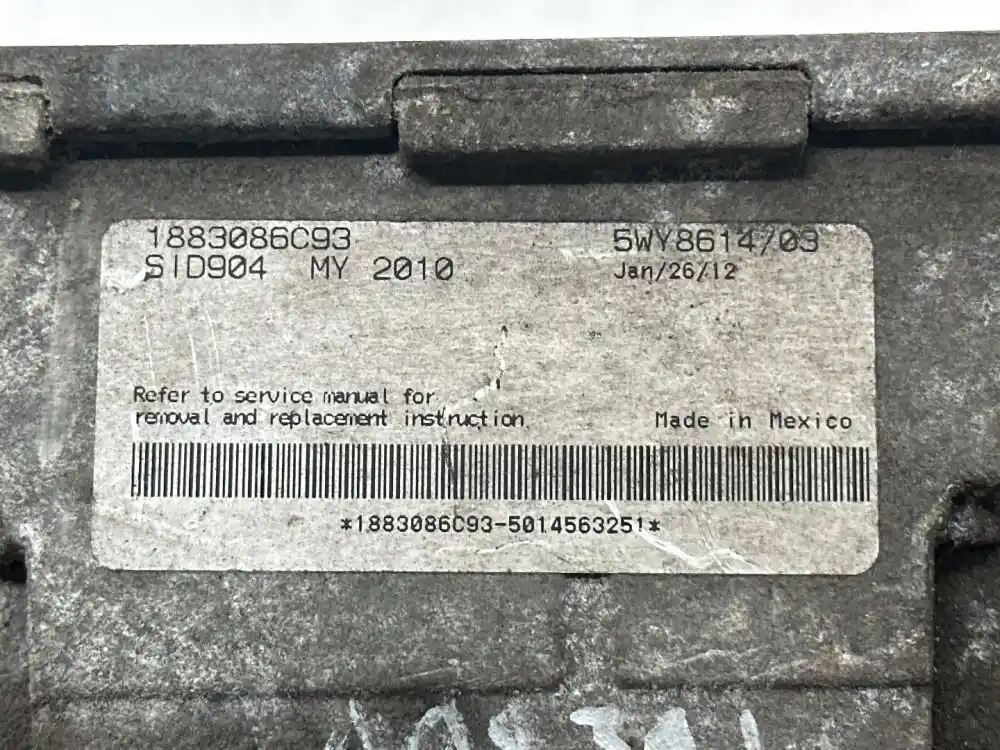 1883086C93 5WY8614/03
SID904 MY 2010 Jan/26/12
Refer to service manual for
removal and replacement instruction. Made in Mexico
*1883086C93-5014563251*